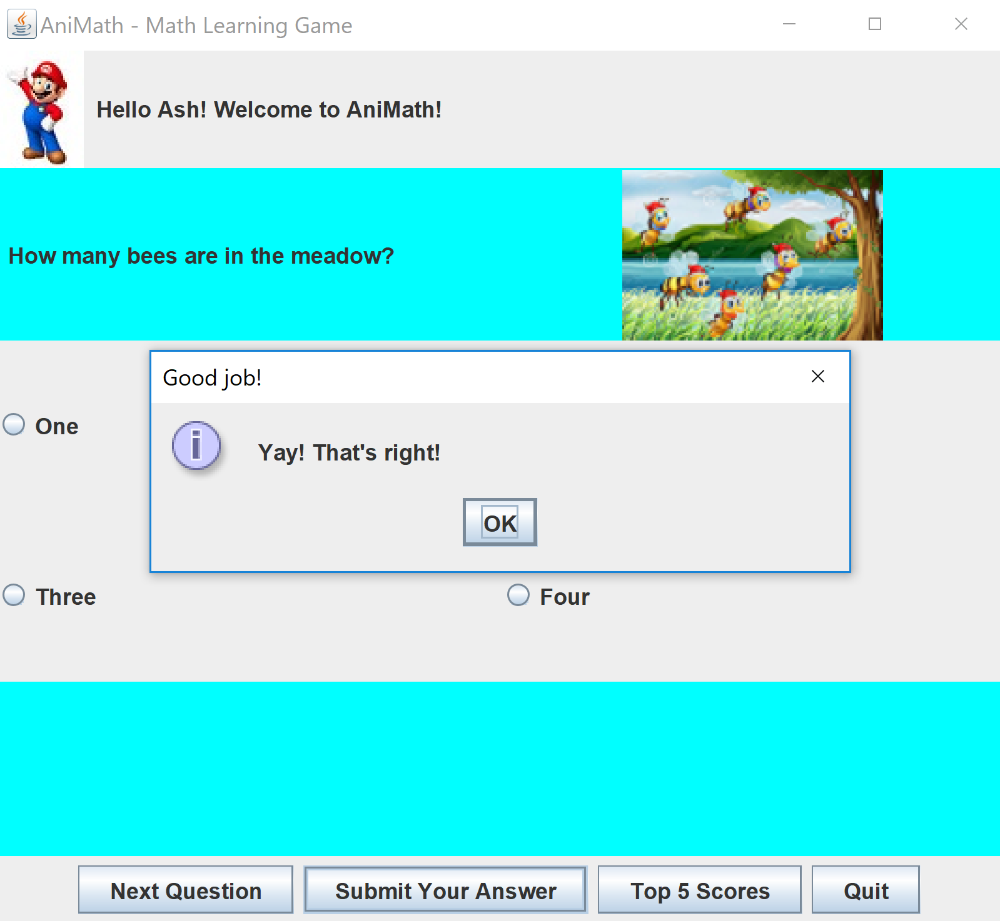 AniMath - Math Learning Game
Hello Ash! Welcome to AniMath!
How many bees are in the meadow?
Good job!
One
Yay! That's right!
OK
Three
Four
Next Question
Submit Your Answer
Top 5 Scores
Quit